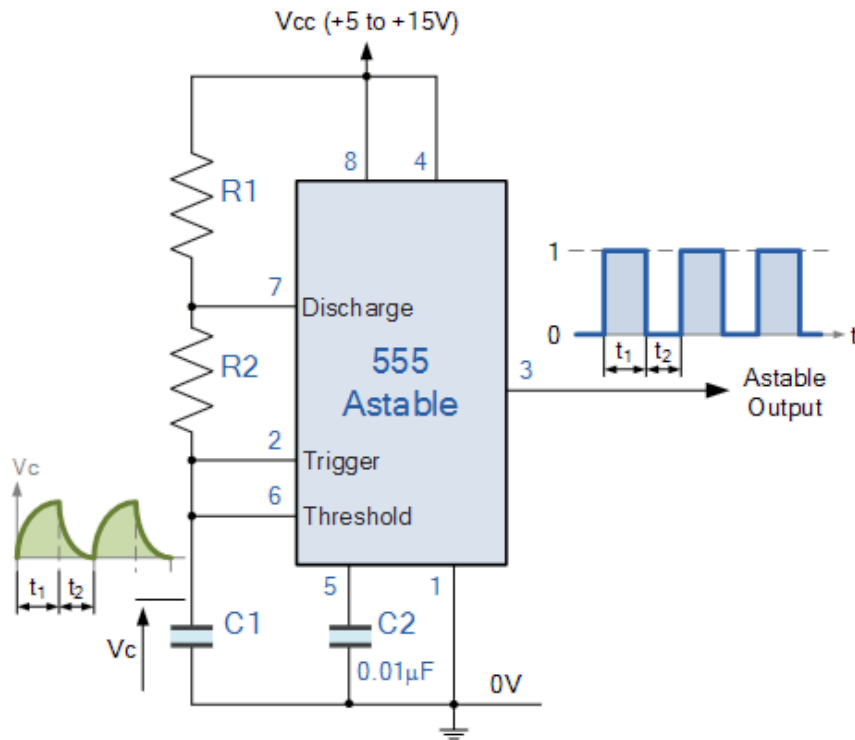 Vcc (+5 to +15V)
8 4
R1
7
Discharge
R2
555
Astable
3
2
Trigger
6
Threshold
5 1
C1
C2
0.01μF
0V
Vc
t₁ t₂
Vc
1
0
t
t₁ t₂
Astable
Output